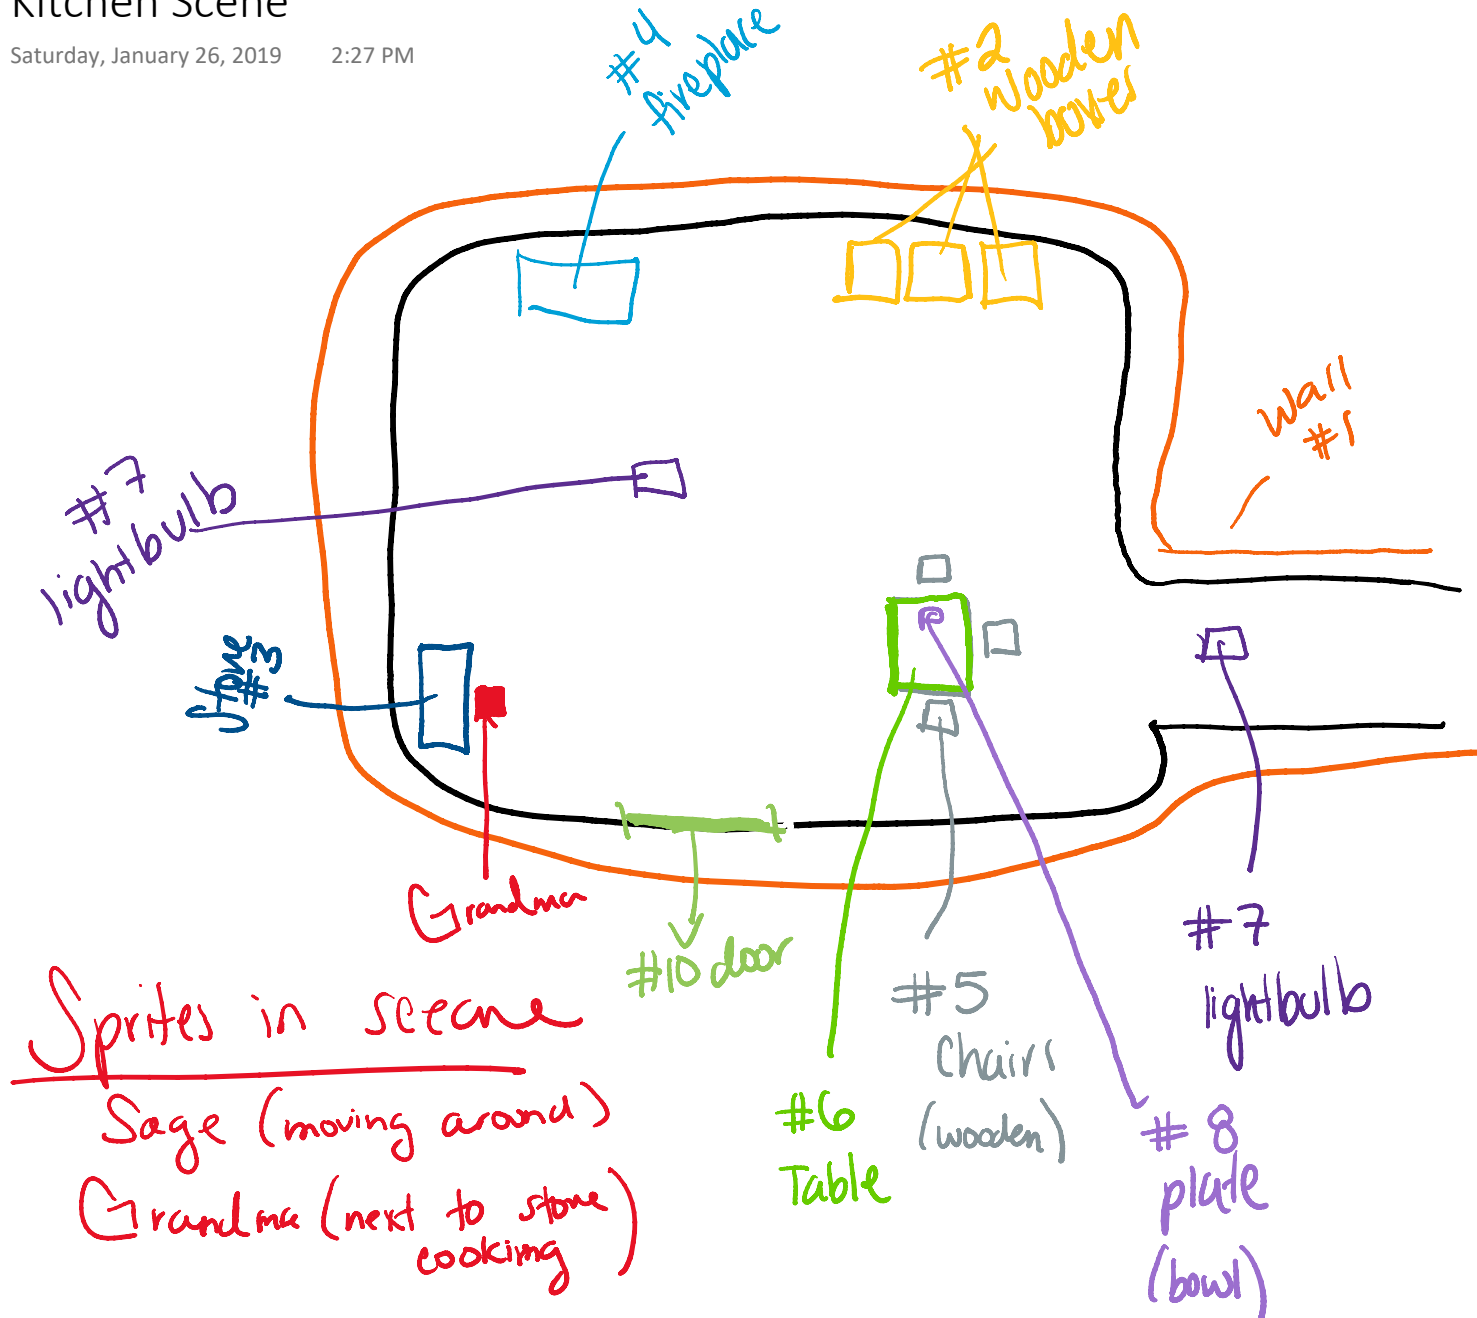 Kitchen Scene
Saturday, January 26, 2019 2:27 PM
#4
fireplace
#2
Wooden
boxes
Wall
#1
#7
lightbulb
Stove
#3
Grandma
#10 door
#5
Chairs
(wooden)
#7
lightbulb
#6
Table
#8
plate
(bowl)
Sprites in sceane
Sage (moving around)
Grandma (next to stove
cooking)